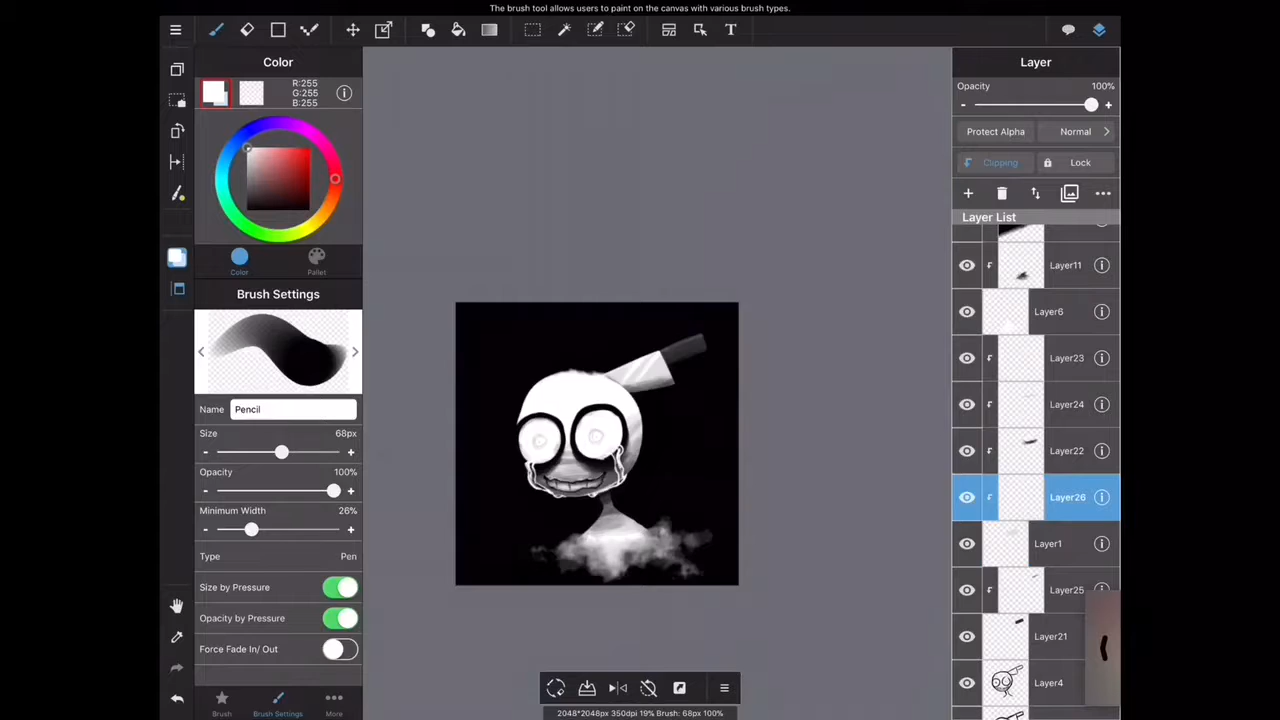 The brush tool allows users to paint on the canvas with various brush types.
T
Color
R:255
G:255
B:255
Color
Pallet
Brush Settings
Name Pencil
Size 68px
- +
Opacity 100%
- +
Minimum Width 26%
- +
Type Pen
Size by Pressure
Opacity by Pressure
Force Fade In/ Out
Brush
Brush Settings
More
2048*2048px 350dpi 19% Brush: 68px 100%
Layer
Opacity 100%
- +
Protect Alpha
Normal
Clipping
Lock
Layer List
Layer11
Layer6
Layer23
Layer24
Layer22
Layer26
Layer1
Layer25
Layer21
Layer4